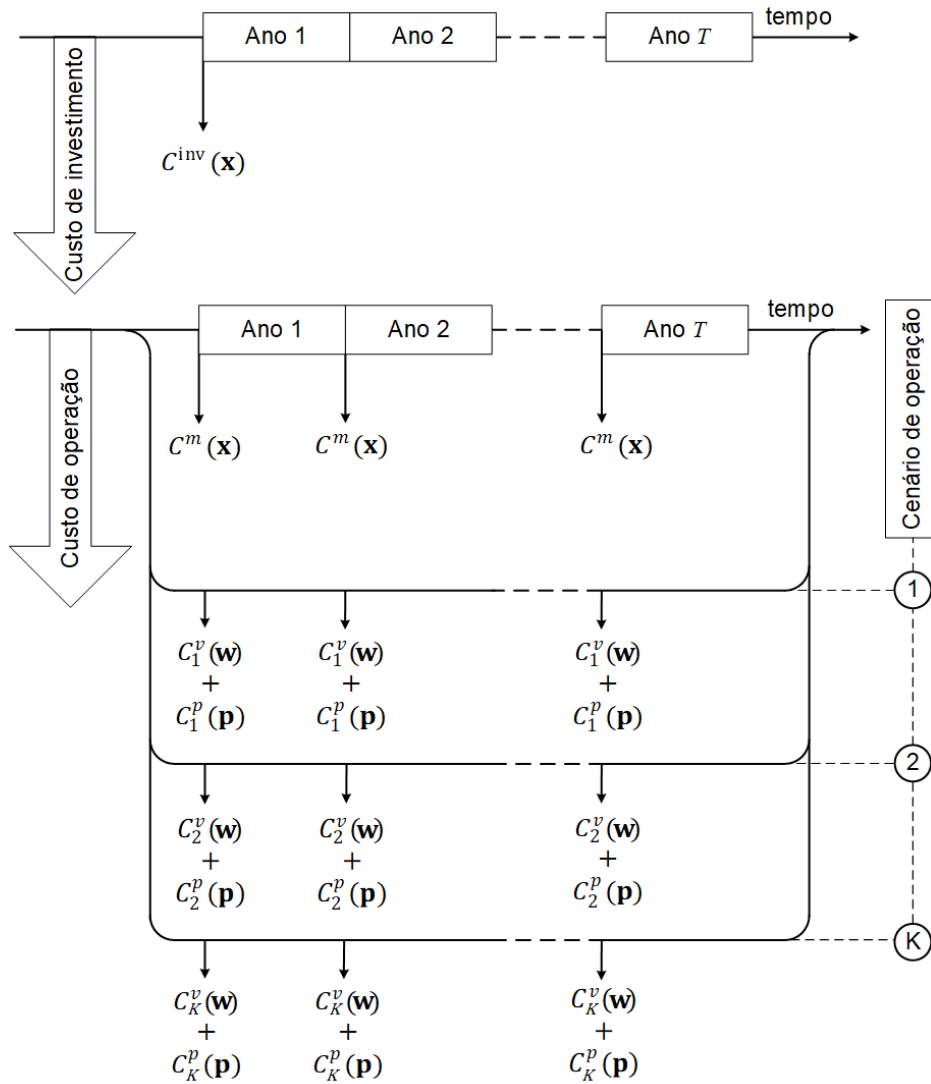 Ano 1 Ano 2 Ano T tempo
Custo de investimento
C^inv (x)
Ano 1 Ano 2 Ano T tempo
Custo de operação
Cenário de operação
C^m (x) C^m (x) C^m (x)
1
C_1^v (w) C_1^v (w) C_1^v (w)
+ + +
C_1^p (p) C_1^p (p) C_1^p (p)
2
C_2^v (w) C_2^v (w) C_2^v (w)
+ + +
C_2^p (p) C_2^p (p) C_2^p (p)
K
C_K^v (w) C_K^v (w) C_K^v (w)
+ + +
C_K^p (p) C_K^p (p) C_K^p (p)